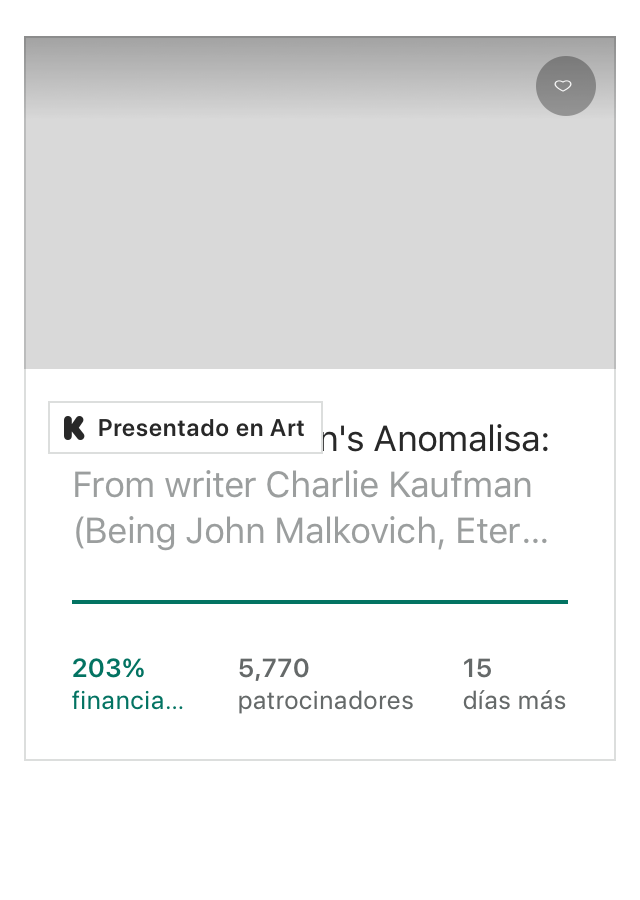 Presentado en Art
n's Anomalisa:
From writer Charlie Kaufman
(Being John Malkovich, Eter...
203%
financia...
5,770
patrocinadores
15
días más